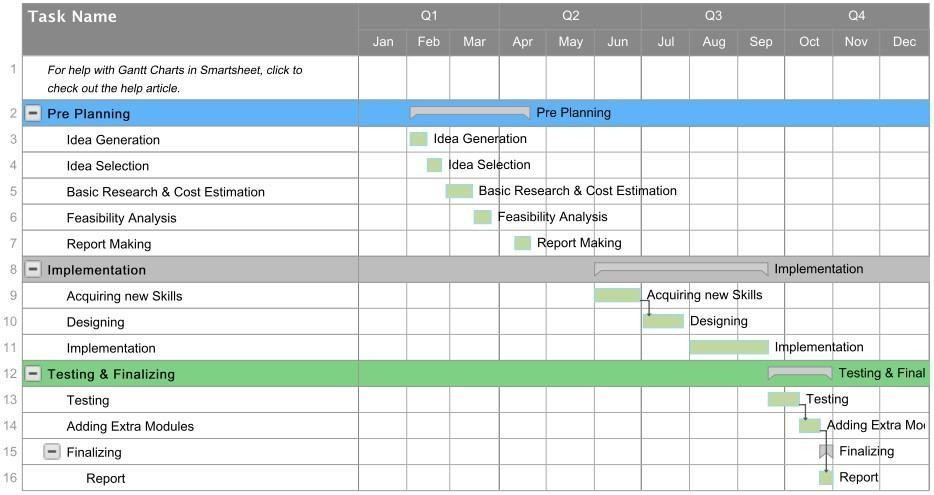 Task Name
Q1 Q2 Q3 Q4
Jan Feb Mar Apr May Jun Jul Aug Sep Oct Nov Dec
1 For help with Gantt Charts in Smartsheet, click to
check out the help article.
2 Pre Planning Pre Planning
3 Idea Generation Idea Generation
4 Idea Selection Idea Selection
5 Basic Research & Cost Estimation Basic Research & Cost Estimation
6 Feasibility Analysis Feasibility Analysis
7 Report Making Report Making
8 Implementation Implementation
9 Acquiring new Skills Acquiring new Skills
10 Designing Designing
11 Implementation Implementation
12 Testing & Finalizing Testing & Final
13 Testing Testing
14 Adding Extra Modules Adding Extra Mo
15 Finalizing Finalizing
16 Report Report